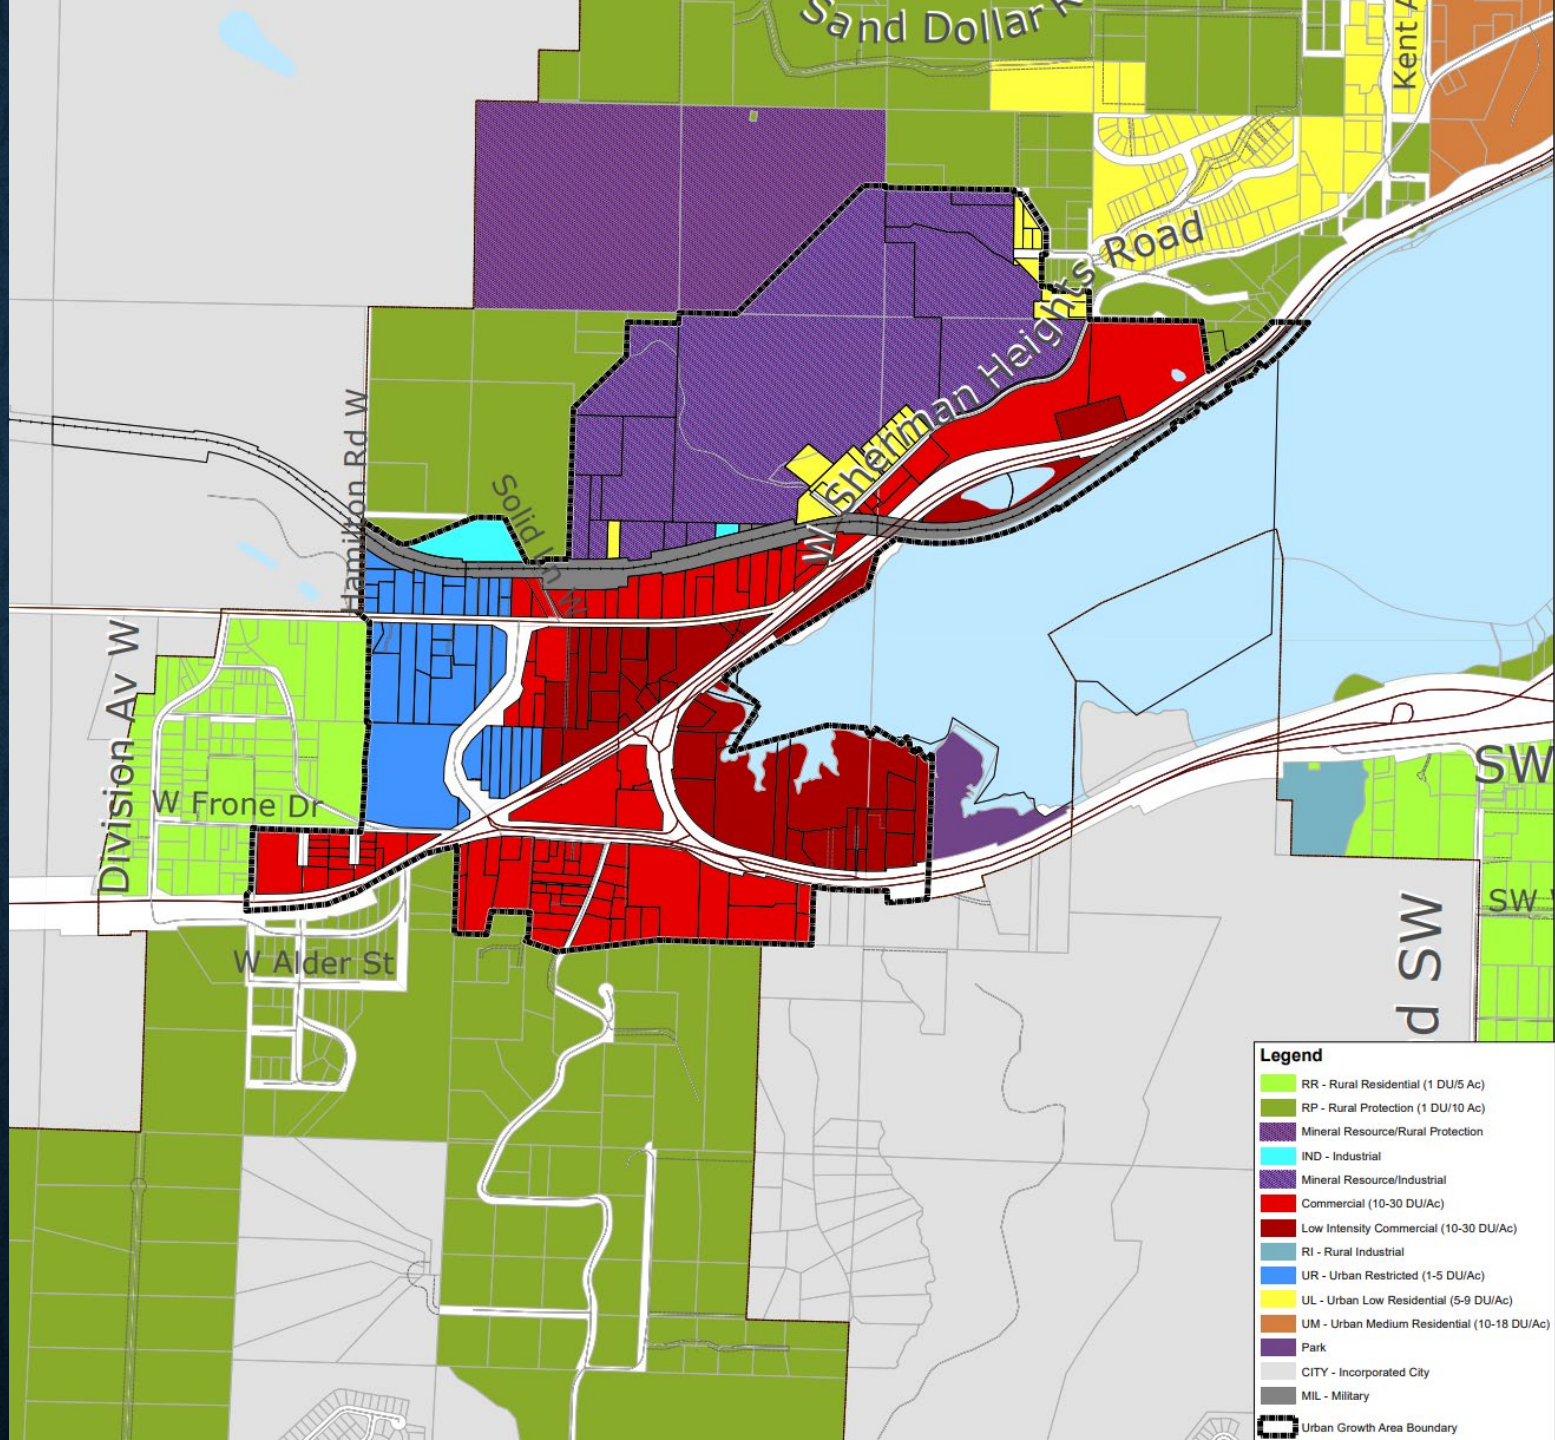 Sand Dollar R
Kent A
W Sherman Heights Road
Hamilton Rd W
Solid Ln W
Division Av W
W Frone Dr
SW
SW
W Alder St
d SW
Legend
RR - Rural Residential (1 DU/5 Ac)
RP - Rural Protection (1 DU/10 Ac)
Mineral Resource/Rural Protection
IND - Industrial
Mineral Resource/Industrial
Commercial (10-30 DU/Ac)
Low Intensity Commercial (10-30 DU/Ac)
RI - Rural Industrial
UR - Urban Restricted (1-5 DU/Ac)
UL - Urban Low Residential (5-9 DU/Ac)
UM - Urban Medium Residential (10-18 DU/Ac)
Park
CITY - Incorporated City
MIL - Military
Urban Growth Area Boundary